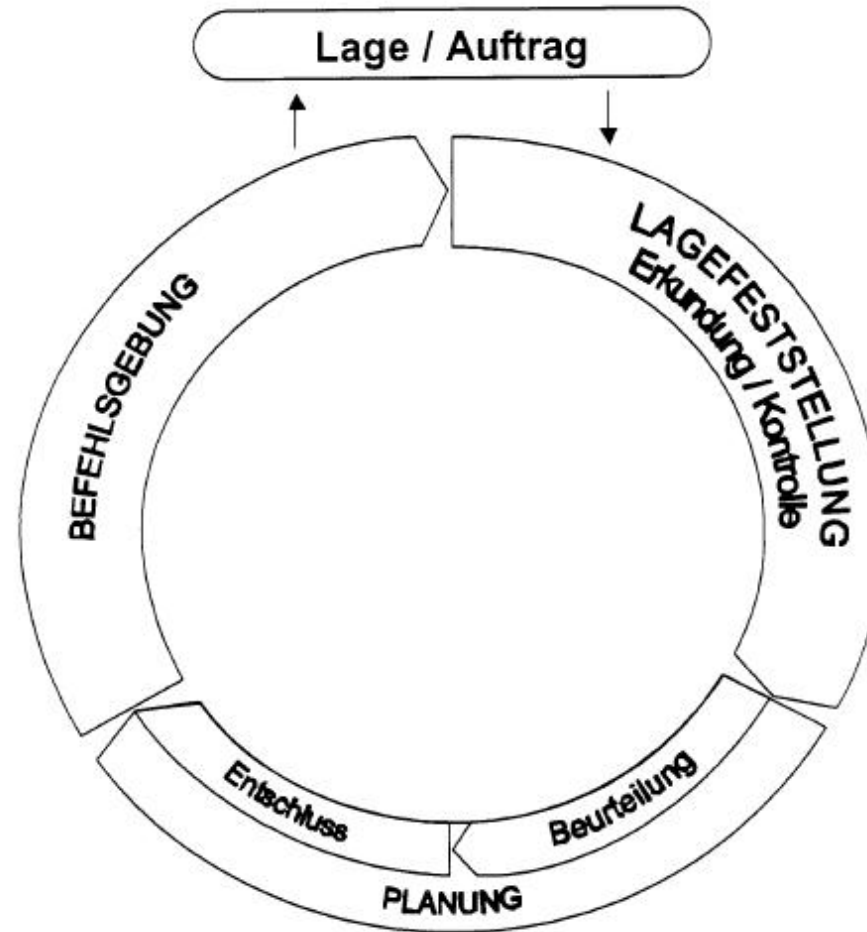 Lage / Auftrag
LAGEFESTSTELLUNG
Erkundung / Kontrolle
Beurteilung
PLANUNG
Entschluss
BEFEHLSGEBUNG